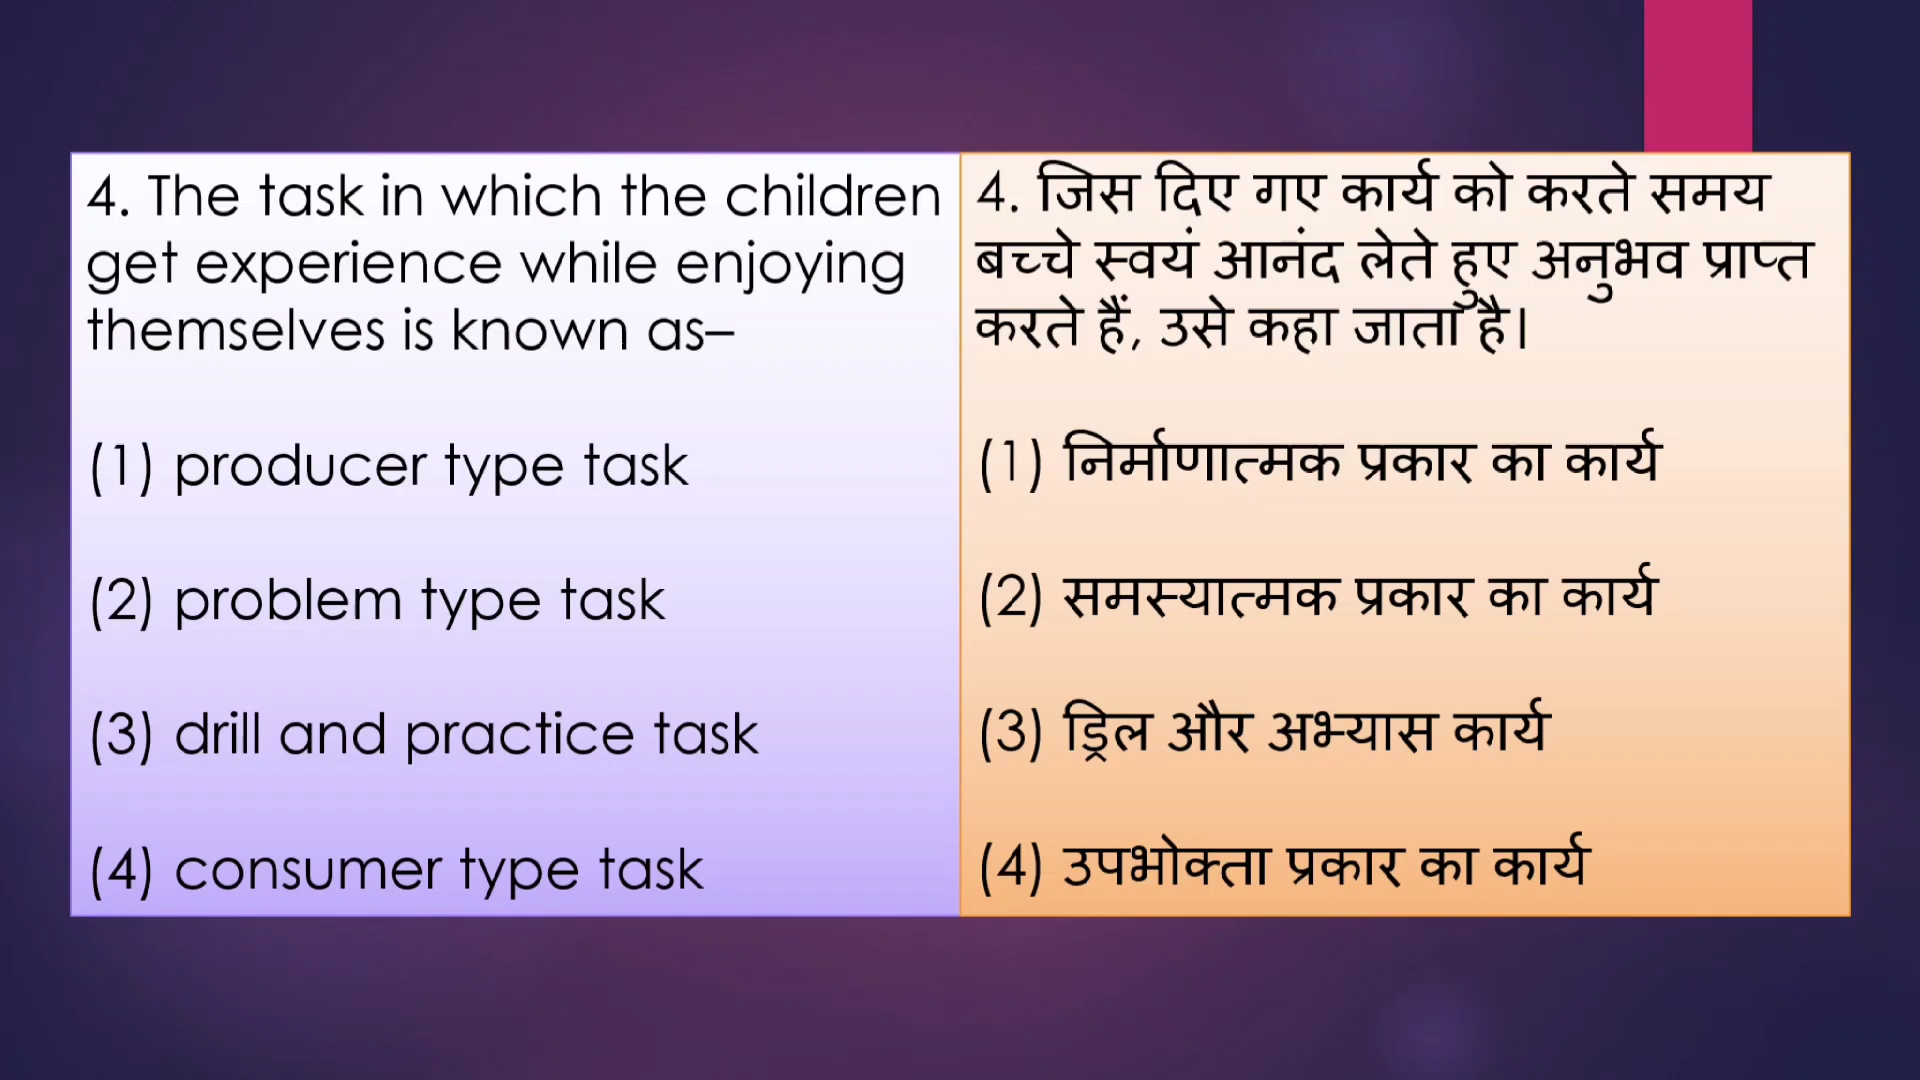 4. The task in which the children
get experience while enjoying
themselves is known as–
(1) producer type task
(2) problem type task
(3) drill and practice task
(4) consumer type task
4. जिस दिए गए कार्य को करते समय
बच्चे स्वयं आनंद लेते हुए अनुभव प्राप्त
करते हैं, उसे कहा जाता है।
(1) निर्माणात्मक प्रकार का कार्य
(2) समस्यात्मक प्रकार का कार्य
(3) ड्रिल और अभ्यास कार्य
(4) उपभोक्ता प्रकार का कार्य